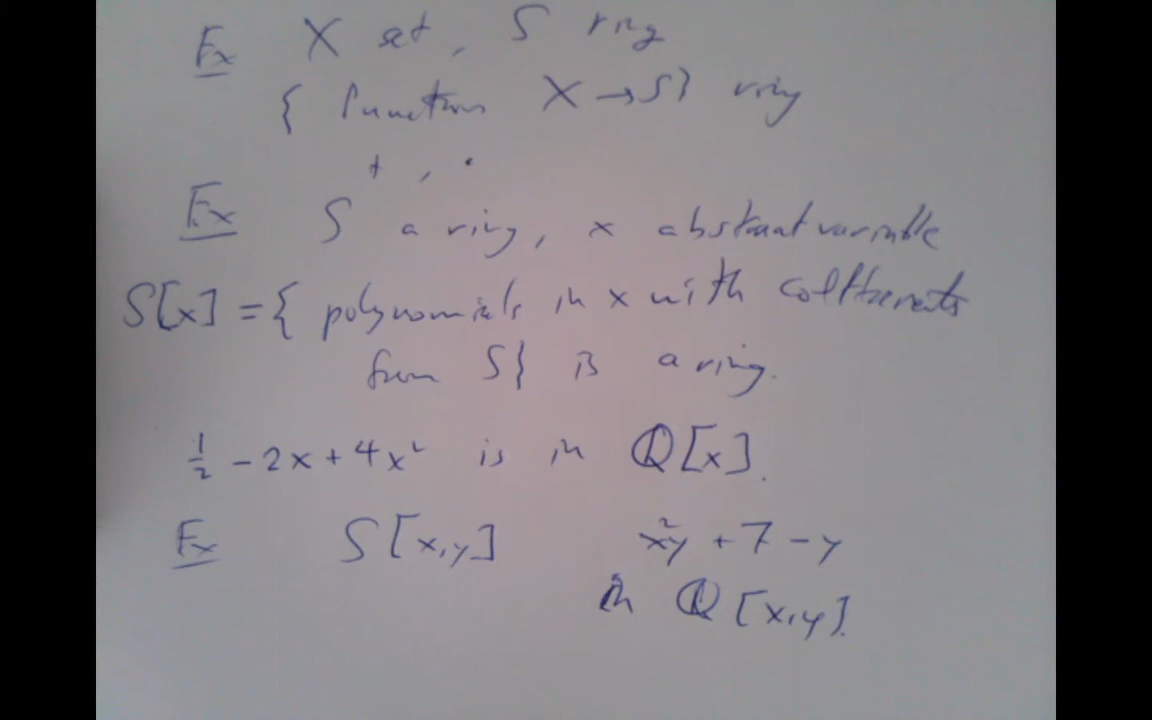 Ex X set, S ring
{ functions X → S} ring
+ , ·
Ex S a ring, x abstract variable
S[x] = { polynomials in x with coefficients
from S} is a ring.
½ - 2x + 4x² is in ℚ[x].
Ex S[x,y] x²y + 7 - y
in ℚ[x,y].